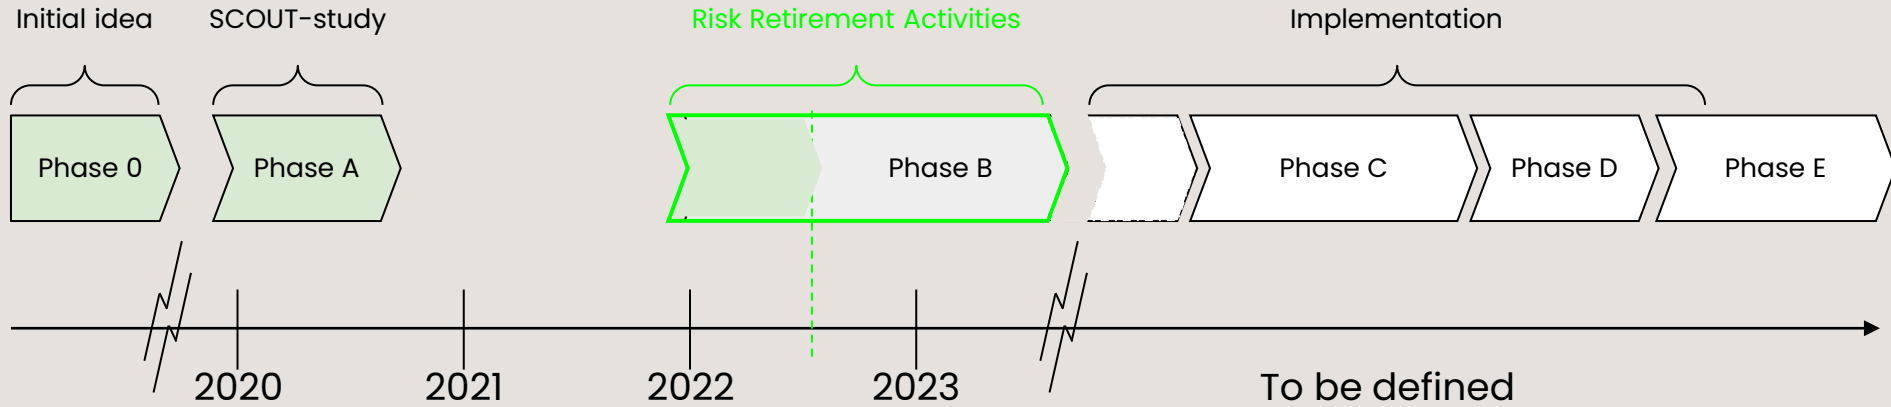 Initial idea
SCOUT-study
Risk Retirement Activities
Implementation
Phase 0
Phase A
Phase B
Phase C
Phase D
Phase E
2020
2021
2022
2023
To be defined